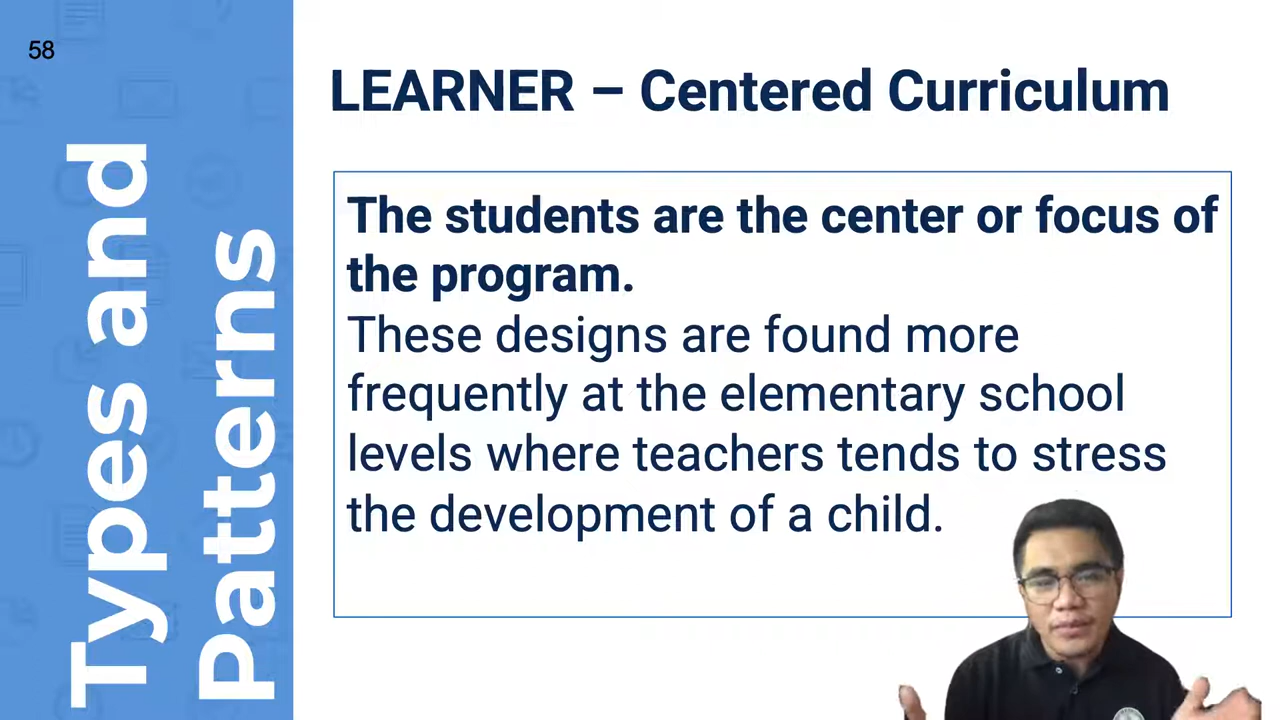 58
Types and
Patterns
LEARNER – Centered Curriculum
The students are the center or focus of
the program.
These designs are found more
frequently at the elementary school
levels where teachers tends to stress
the development of a child.